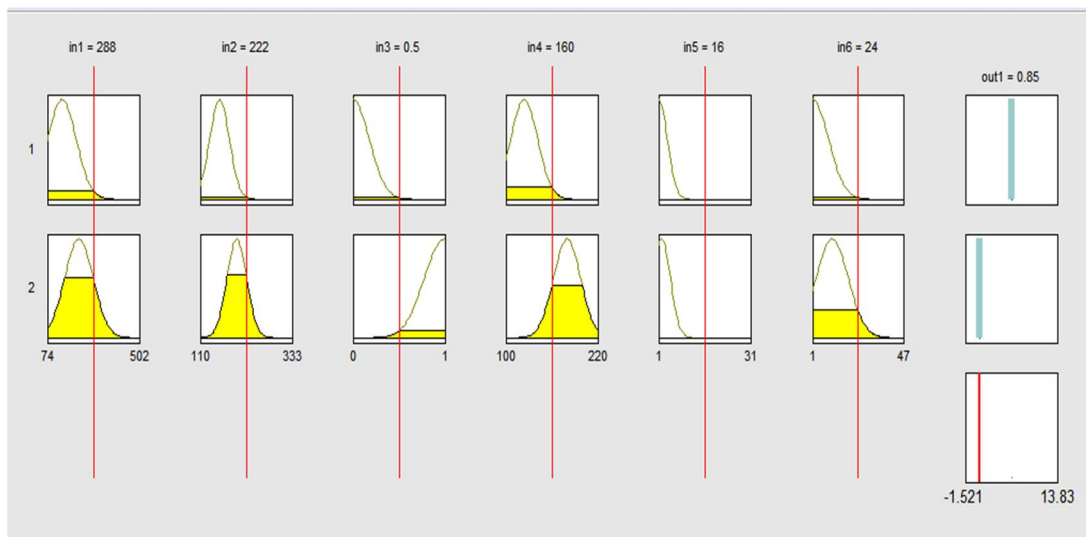 in1 = 288 in2 = 222 in3 = 0.5 in4 = 160 in5 = 16 in6 = 24
out1 = 0.85
1
2
74 502 110 333 0 1 100 220 1 31 1 47
-1.521 13.83